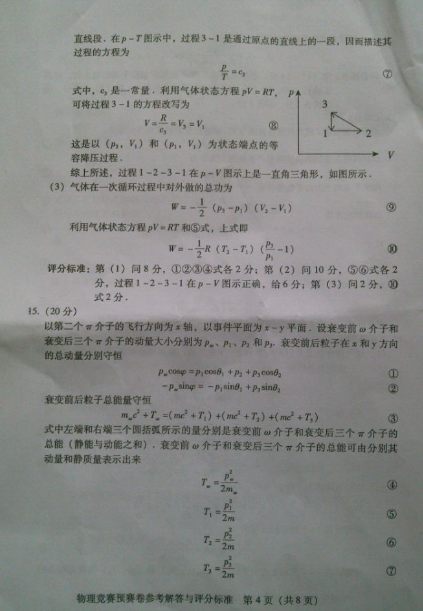 直线段．在p－T图示中，过程3－1是通过原点的直线上的一段，因而描述其
过程的方程为
p/T=c₃ ⑦
式中，c₃是一常量．利用气体状态方程pV=RT，
可将过程3－1的方程改写为
V=R/c₃=V₃=V₁ ⑧
这是以（p₃，V₁）和（p₁，V₁）为状态端点的等
容降压过程．
p
3
1
2
V
综上所述，过程1－2－3－1在p－V图示上是一直角三角形，如图所示．
（3）气体在一次循环过程中对外做的总功为
W=－1/2（p₃－p₁）（V₂－V₁） ⑨
利用气体状态方程pV=RT和⑤式，上式即
W=－1/2R（T₂－T₁）（p₃/p₁－1） ⑩
评分标准：第（1）问8分，①②③④式各2分；第（2）问10分，⑤⑥式各2
分，过程1－2－3－1在p－V图示正确，给6分；第（3）问2分，⑩
式2分．
15.（20分）
以第二个π介子的飞行方向为x轴，以事件平面为x－y平面．设衰变前ω介子和
衰变后三个π介子的动量大小分别为pω、p₁、p₂和p₃．衰变前后粒子在x和y方向
的总动量分别守恒
pωcosφ=p₁cosθ₁+p₂+p₃cosθ₂ ①
－pωsinφ=－p₁sinθ₁+p₃sinθ₂ ②
衰变前后粒子总能量守恒
mωc²+Tω=(mc²+T₁)+(mc²+T₂)+(mc²+T₃) ③
式中左端和右端三个圆括弧所示的量分别是衰变前ω介子和衰变后三个π介子的
总能（静能与动能之和）．衰变前ω介子和衰变后三个π介子的总能可由分别其
动量和静质量表示出来
Tω=pω²/2mω ④
T₁=p₁²/2m ⑤
T₂=p₂²/2m ⑥
T₃=p₃²/2m ⑦
物理竞赛预赛卷参考解答与评分标准 第4页（共8页）